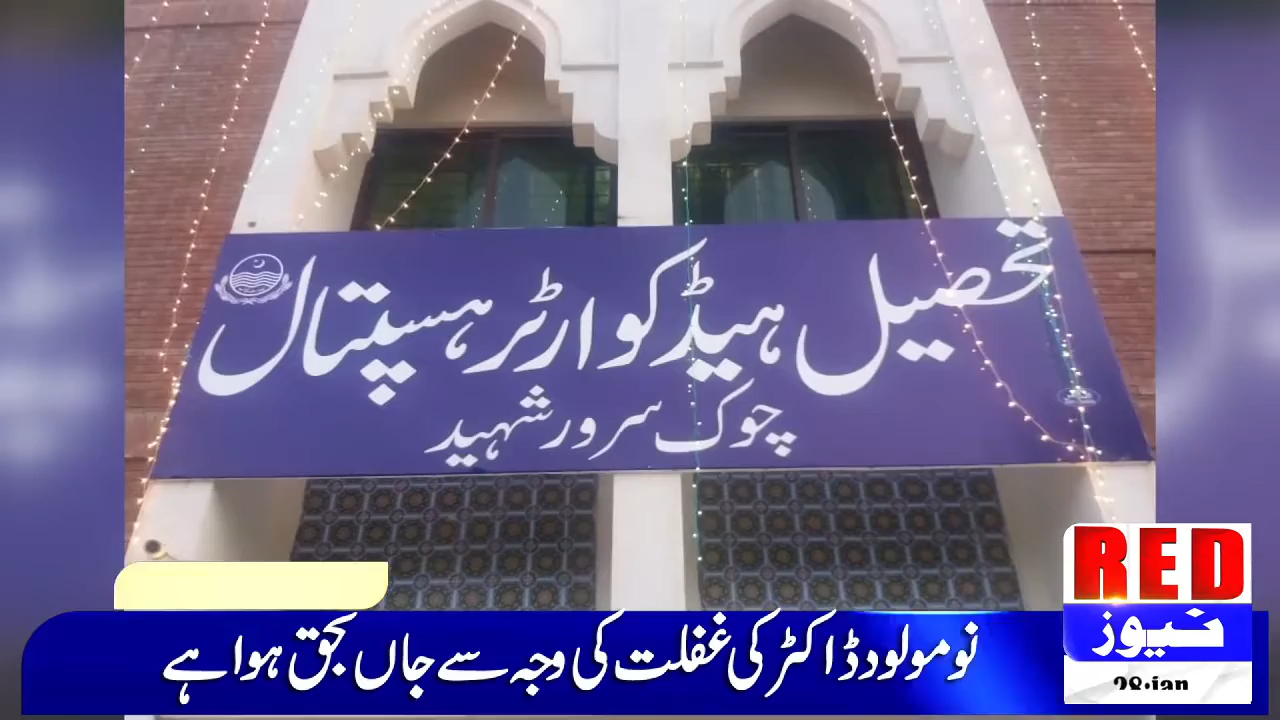 تحصیل ہیڈکوارٹر ہسپتال
چوک سرور شہید
RED
نیوز
نومولود ڈاکٹر کی غفلت کی وجہ سے جاں بحق ہوا ہے